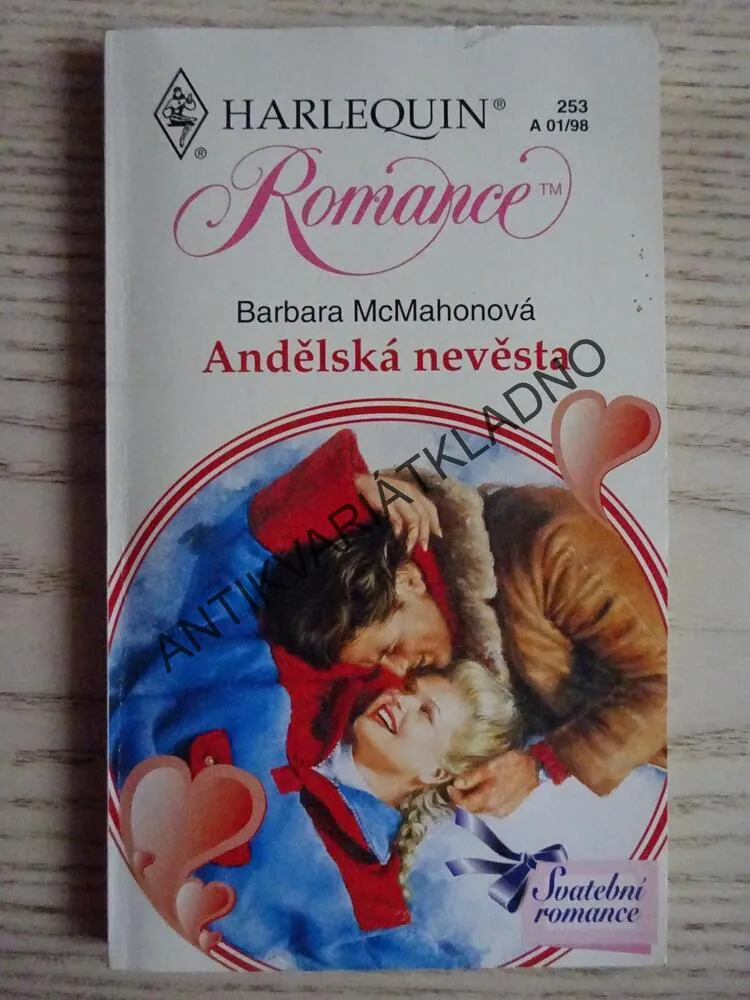 HARLEQUIN®
253
A 01/98
®
Romance™
Barbara McMahonová
Andělská nevěsta
ANTIKVARIÁTKLADNO
Svatební
romance